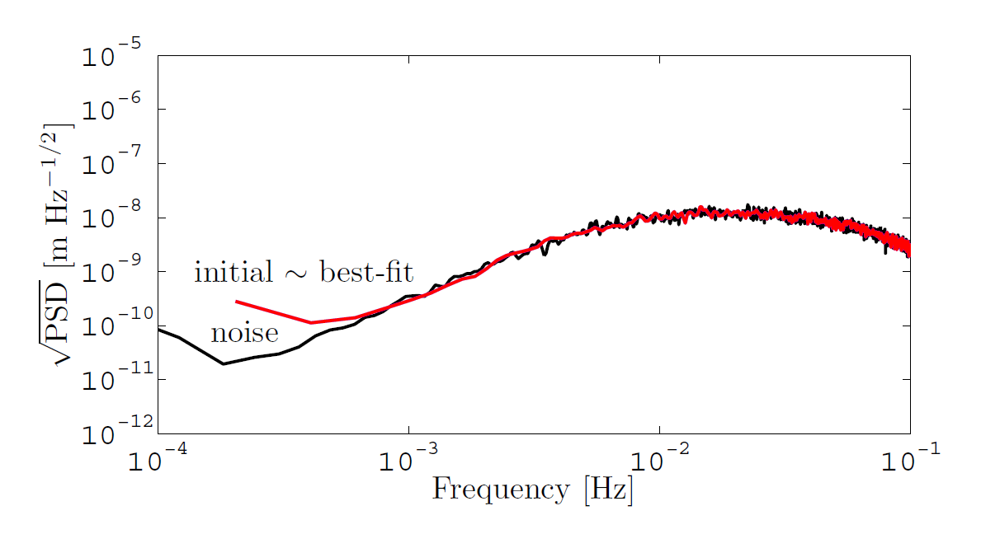 10⁻⁵
10⁻⁶
10⁻⁷
10⁻⁸
10⁻⁹
10⁻¹⁰
10⁻¹¹
10⁻¹²
√PSD [m Hz⁻¹/²]
initial ∼ best-fit
noise
10⁻⁴ 10⁻³ 10⁻² 10⁻¹
Frequency [Hz]